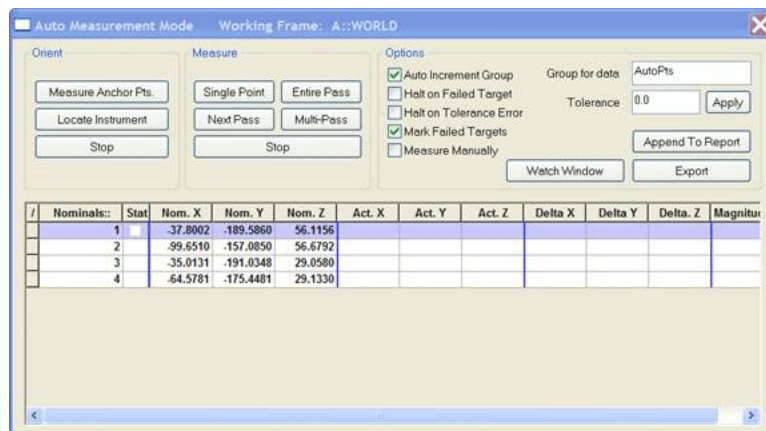 Auto Measurement Mode Working Frame: A::WORLD
Orient
Measure Anchor Pts.
Locate Instrument
Stop
Measure
Single Point Entire Pass
Next Pass Multi-Pass
Stop
Options
Auto Increment Group
Halt on Failed Target
Halt on Tolerance Error
Mark Failed Targets
Measure Manually
Group for data AutoPts
Tolerance 0.0 Apply
Append To Report
Watch Window Export
/ Nominals:: Stat Nom. X Nom. Y Nom. Z Act. X Act. Y Act. Z Delta X Delta Y Delta. Z Magnitud
1 -37.8002 -189.5860 56.1156
2 -99.6510 -157.0850 56.6792
3 -35.0131 -191.0348 29.0580
4 -64.5781 -175.4481 29.1330